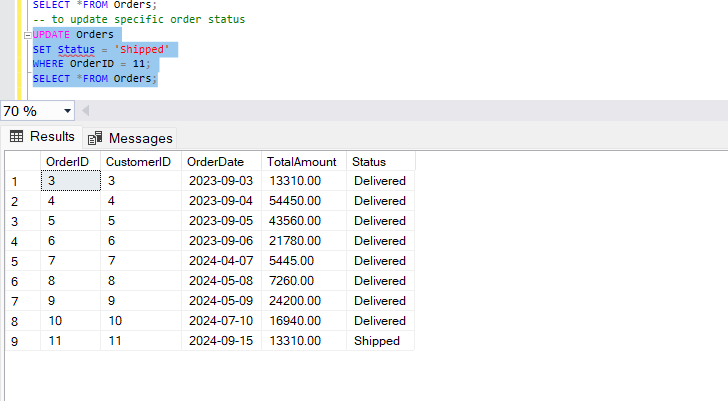 SELECT *FROM Orders;
-- to update specific order status
UPDATE Orders
SET Status = 'Shipped'
WHERE OrderID = 11;
SELECT *FROM Orders;
70 %
Results Messages
OrderID CustomerID OrderDate TotalAmount Status
1 3 3 2023-09-03 13310.00 Delivered
2 4 4 2023-09-04 54450.00 Delivered
3 5 5 2023-09-05 43560.00 Delivered
4 6 6 2023-09-06 21780.00 Delivered
5 7 7 2024-04-07 5445.00 Delivered
6 8 8 2024-05-08 7260.00 Delivered
7 9 9 2024-05-09 24200.00 Delivered
8 10 10 2024-07-10 16940.00 Delivered
9 11 11 2024-09-15 13310.00 Shipped